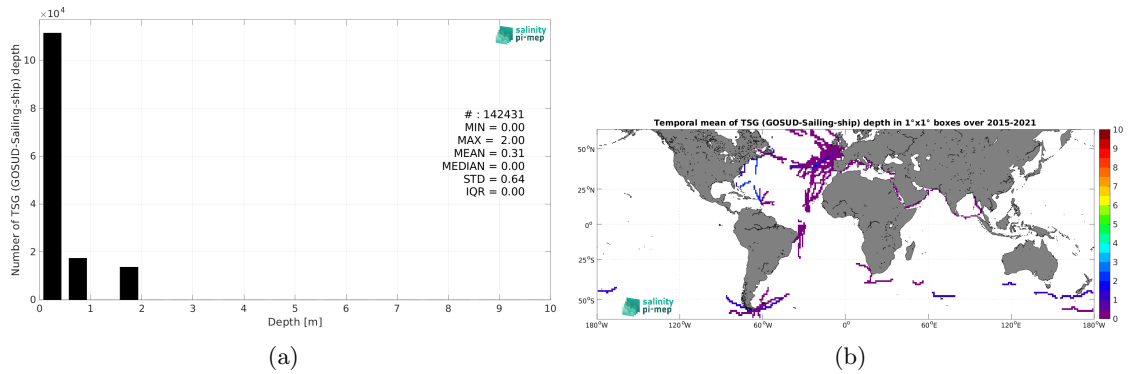 ×10⁴
10
8
6
4
2
0
Number of TSG (GOSUD-Sailing-ship) depth
salinity
pi-mep
# : 142431
MIN = 0.00
MAX = 2.00
MEAN = 0.31
MEDIAN = 0.00
STD = 0.64
IQR = 0.00
0 1 2 3 4 5 6 7 8 9 10
Depth [m]
(a)
Temporal mean of TSG (GOSUD-Sailing-ship) depth in 1°x1° boxes over 2015-2021
50°N
25°N
0°
25°S
50°S
salinity
pi-mep
180°W 120°W 60°W 0° 60°E 120°E 180°W
10
9
8
7
6
5
4
3
2
1
0
(b)